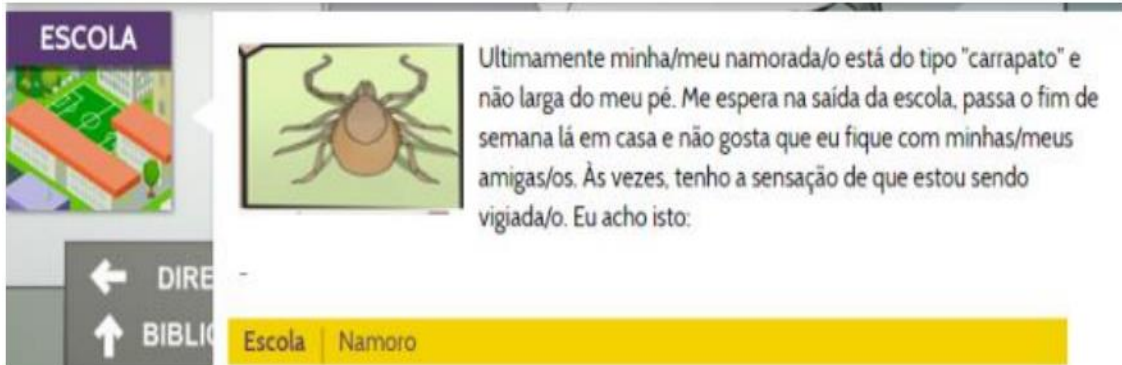 ESCOLA
Ultimamente minha/meu namorada/o está do tipo "carrapato" e
não larga do meu pé. Me espera na saída da escola, passa o fim de
semana lá em casa e não gosta que eu fique com minhas/meus
amigas/os. Às vezes, tenho a sensação de que estou sendo
vigiada/o. Eu acho isto:
-
← DIRE
↑ BIBLIO
Escola | Namoro